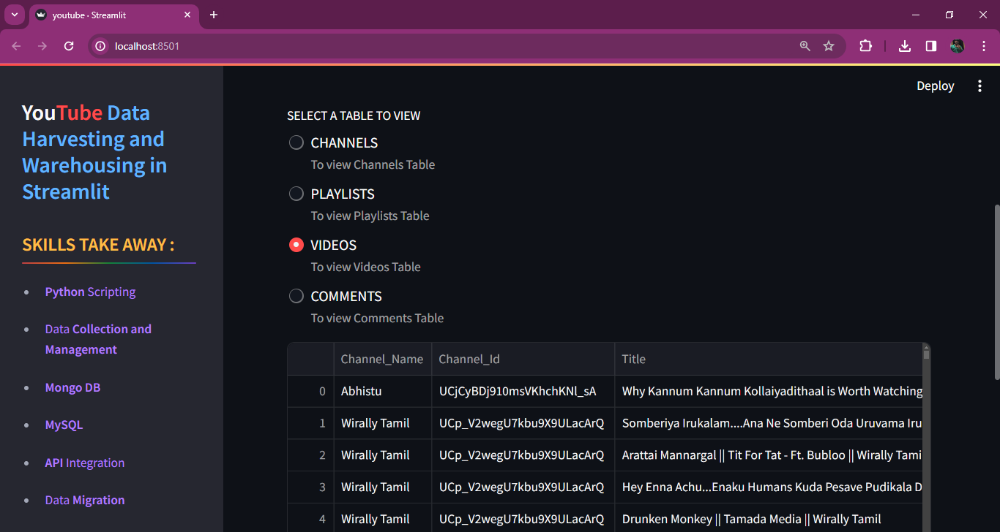 youtube · Streamlit
localhost:8501
Deploy
YouTube Data
Harvesting and
Warehousing in
Streamlit
SKILLS TAKE AWAY :
Python Scripting
Data Collection and
Management
Mongo DB
MySQL
API Integration
Data Migration
SELECT A TABLE TO VIEW
CHANNELS
To view Channels Table
PLAYLISTS
To view Playlists Table
VIDEOS
To view Videos Table
COMMENTS
To view Comments Table
Channel_Name Channel_Id Title
0 Abhistu UCjCyBDj910msVKhchKNl_sA Why Kannum Kannum Kollaiyadithaal is Worth Watching
1 Wirally Tamil UCp_V2wegU7kbu9X9ULacArQ Somberiya Irukalam....Ana Ne Somberi Oda Uruvama Iru
2 Wirally Tamil UCp_V2wegU7kbu9X9ULacArQ Arattai Mannargal || Tit For Tat - Ft. Bubloo || Wirally Tami
3 Wirally Tamil UCp_V2wegU7kbu9X9ULacArQ Hey Enna Achu...Enaku Humans Kuda Pesave Pudikala D
4 Wirally Tamil UCp_V2wegU7kbu9X9ULacArQ Drunken Monkey || Tamada Media || Wirally Tamil